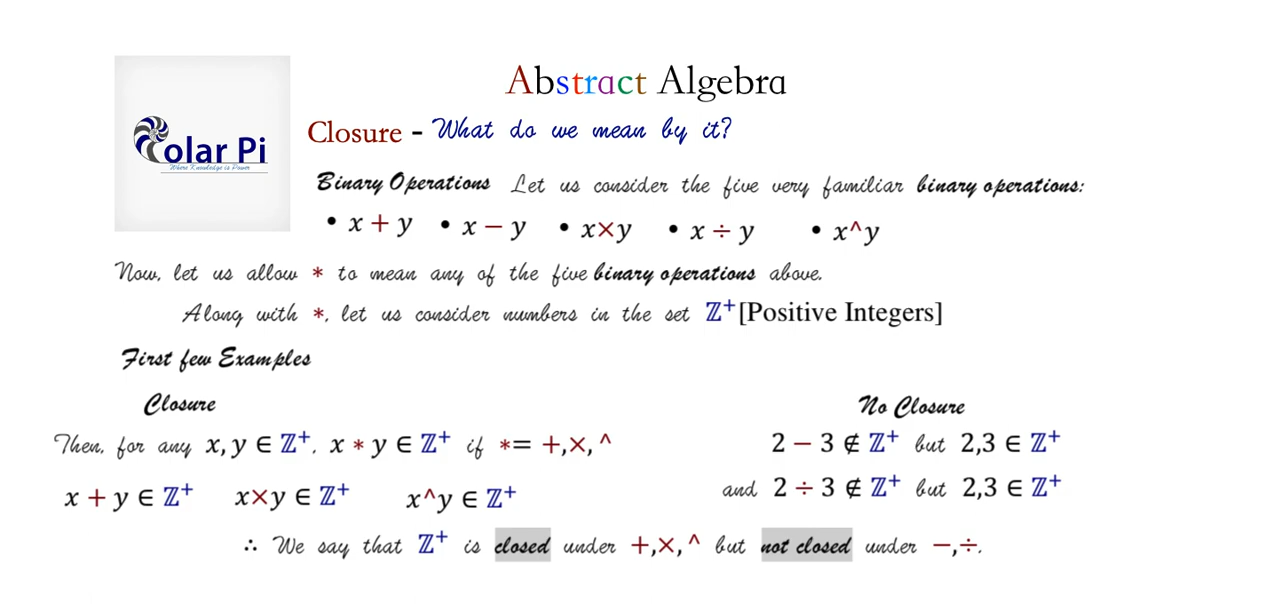 Abstract Algebra
olar Pi
Where Knowledge is Power
Closure - What do we mean by it?
Binary Operations Let us consider the five very familiar binary operations:
• x + y • x − y • x×y • x ÷ y • x^y
Now, let us allow * to mean any of the five binary operations above.
Along with *, let us consider numbers in the set ℤ⁺[Positive Integers]
First few Examples
Closure
Then, for any x, y ∈ ℤ⁺, x * y ∈ ℤ⁺ if *= +,×, ^
x + y ∈ ℤ⁺ x×y ∈ ℤ⁺ x^y ∈ ℤ⁺
No Closure
2 − 3 ∉ ℤ⁺ but 2,3 ∈ ℤ⁺
and 2 ÷ 3 ∉ ℤ⁺ but 2,3 ∈ ℤ⁺
∴ We say that ℤ⁺ is closed under +,×, ^ but not closed under −,÷.